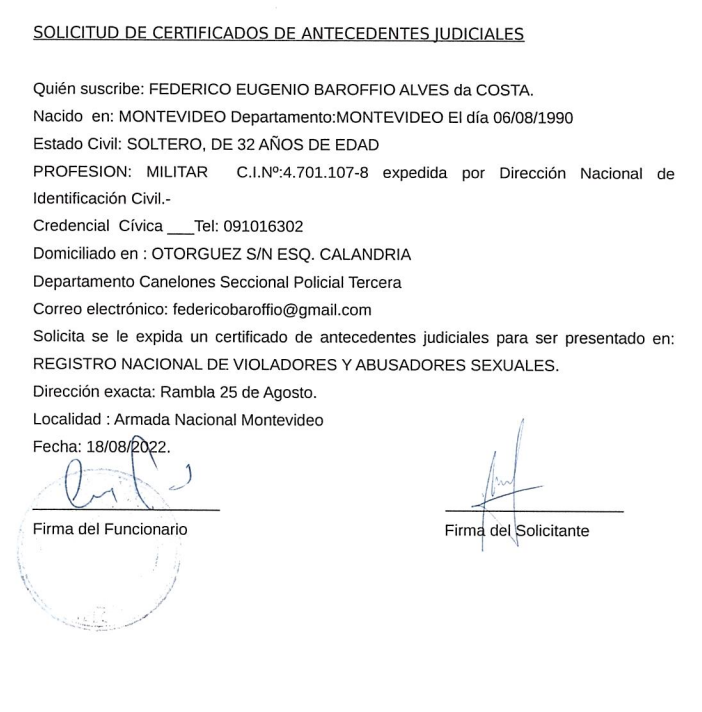 SOLICITUD DE CERTIFICADOS DE ANTECEDENTES JUDICIALES
Quién suscribe: FEDERICO EUGENIO BAROFFIO ALVES da COSTA.
Nacido en: MONTEVIDEO Departamento:MONTEVIDEO El día 06/08/1990
Estado Civil: SOLTERO, DE 32 AÑOS DE EDAD
PROFESION: MILITAR C.I.Nº:4.701.107-8 expedida por Dirección Nacional de
Identificación Civil.-
Credencial Cívica ___Tel: 091016302
Domiciliado en : OTORGUEZ S/N ESQ. CALANDRIA
Departamento Canelones Seccional Policial Tercera
Correo electrónico: federicobaroffio@gmail.com
Solicita se le expida un certificado de antecedentes judiciales para ser presentado en:
REGISTRO NACIONAL DE VIOLADORES Y ABUSADORES SEXUALES.
Dirección exacta: Rambla 25 de Agosto.
Localidad : Armada Nacional Montevideo
Fecha: 18/08/2022.
Firma del Funcionario
Firma del Solicitante